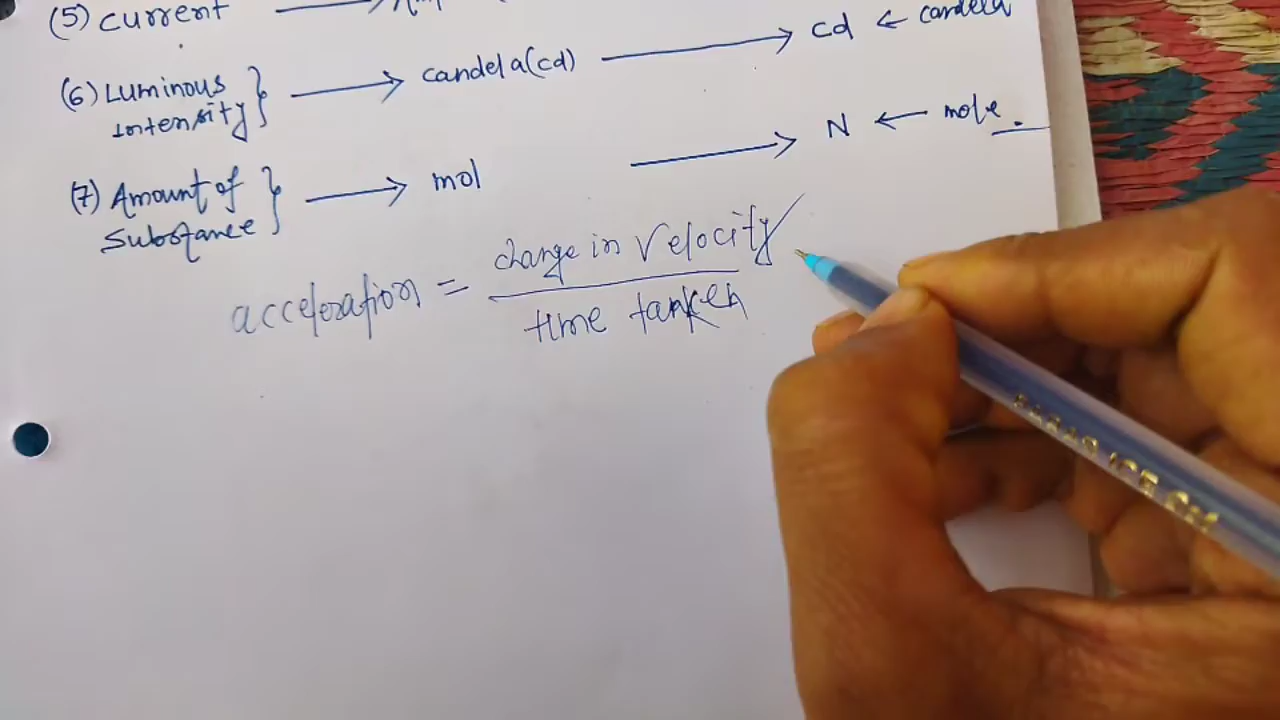 (5) Current
(6) Luminous Intensity } → candela(cd) → cd ← candela
(7) Amount of Substance } → mol → N ← mole.
acceleration = change in Velocity
time tanken